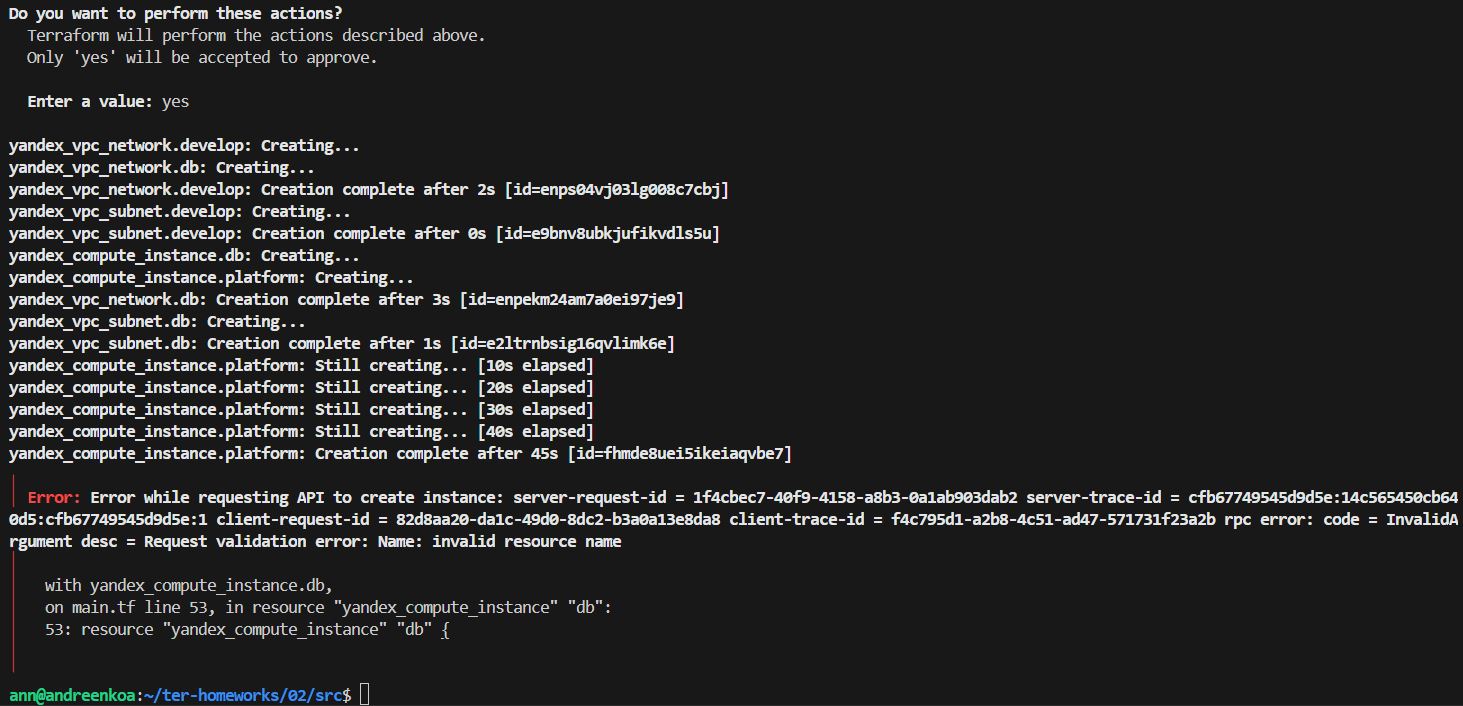 Do you want to perform these actions?
  Terraform will perform the actions described above.
  Only 'yes' will be accepted to approve.
  Enter a value: yes
yandex_vpc_network.develop: Creating...
yandex_vpc_network.db: Creating...
yandex_vpc_network.develop: Creation complete after 2s [id=enps04vj03lg008c7cbj]
yandex_vpc_subnet.develop: Creating...
yandex_vpc_subnet.develop: Creation complete after 0s [id=e9bnv8ubkjufikvdls5u]
yandex_compute_instance.db: Creating...
yandex_compute_instance.platform: Creating...
yandex_vpc_network.db: Creation complete after 3s [id=enpekm24am7a0ei97je9]
yandex_vpc_subnet.db: Creating...
yandex_vpc_subnet.db: Creation complete after 1s [id=e2ltrnbsig16qvlimk6e]
yandex_compute_instance.platform: Still creating... [10s elapsed]
yandex_compute_instance.platform: Still creating... [20s elapsed]
yandex_compute_instance.platform: Still creating... [30s elapsed]
yandex_compute_instance.platform: Still creating... [40s elapsed]
yandex_compute_instance.platform: Creation complete after 45s [id=fhmde8uei5ikeiaqvbe7]
Error: Error while requesting API to create instance: server-request-id = 1f4cbec7-40f9-4158-a8b3-0a1ab903dab2 server-trace-id = cfb67749545d9d5e:14c565450cb64
0d5:cfb67749545d9d5e:1 client-request-id = 82d8aa20-da1c-49d0-8dc2-b3a0a13e8da8 client-trace-id = f4c795d1-a2b8-4c51-ad47-571731f23a2b rpc error: code = InvalidA
rgument desc = Request validation error: Name: invalid resource name
  with yandex_compute_instance.db,
  on main.tf line 53, in resource "yandex_compute_instance" "db":
  53: resource "yandex_compute_instance" "db" {
ann@andreenkoa:~/ter-homeworks/02/src$